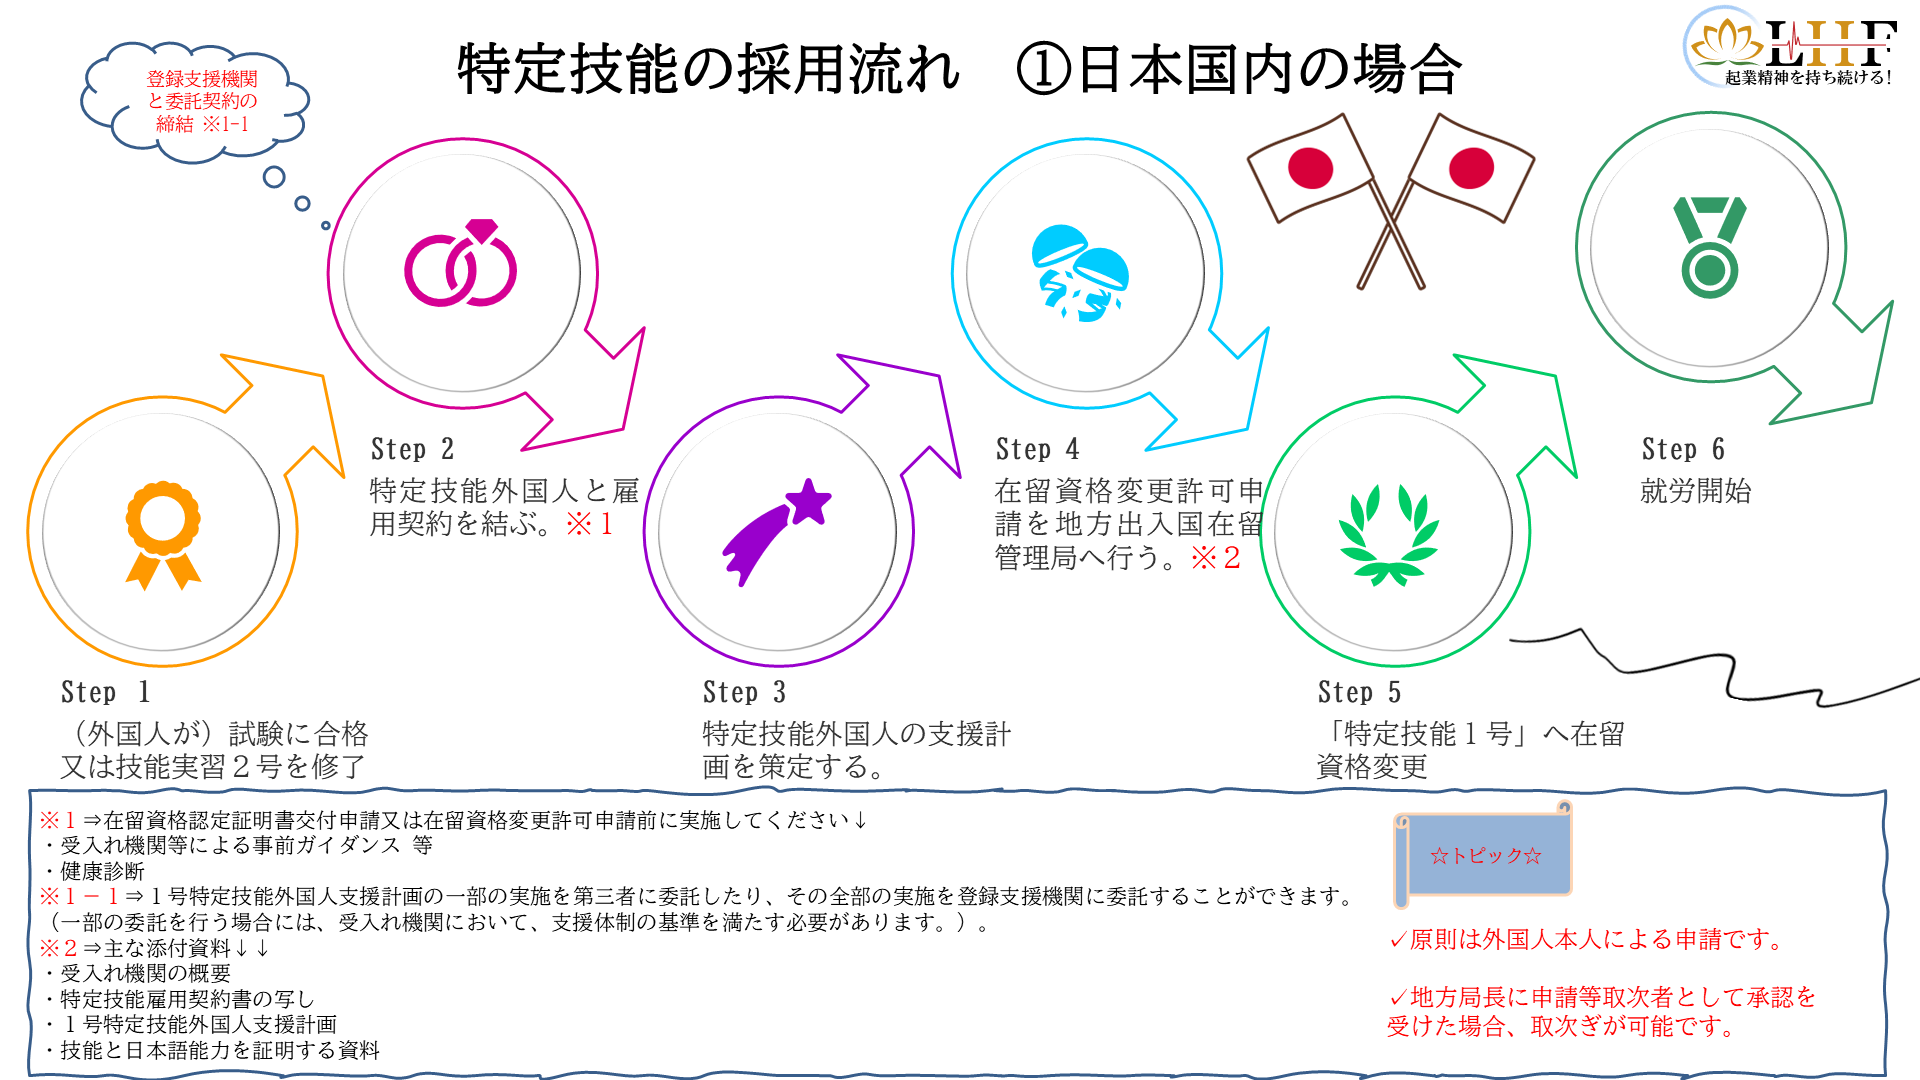 特定技能の採用流れ　①日本国内の場合
LHF
起業精神を持ち続ける!
登録支援機関
と委託契約の
締結 ※1-1
Step 1
（外国人が）試験に合格
又は技能実習２号を修了
Step 2
特定技能外国人と雇
用契約を結ぶ。※１
Step 3
特定技能外国人の支援計
画を策定する。
Step 4
在留資格変更許可申
請を地方出入国在留
管理局へ行う。※２
Step 5
「特定技能１号」へ在留
資格変更
Step 6
就労開始
※１⇒在留資格認定証明書交付申請又は在留資格変更許可申請前に実施してください↓
・受入れ機関等による事前ガイダンス 等
・健康診断
※１－１⇒１号特定技能外国人支援計画の一部の実施を第三者に委託したり、その全部の実施を登録支援機関に委託することができます。
（一部の委託を行う場合には、受入れ機関において、支援体制の基準を満たす必要があります。）。
※２⇒主な添付資料↓↓
・受入れ機関の概要
・特定技能雇用契約書の写し
・１号特定技能外国人支援計画
・技能と日本語能力を証明する資料
☆トピック☆
✓原則は外国人本人による申請です。
✓地方局長に申請等取次者として承認を
受けた場合、取次ぎが可能です。